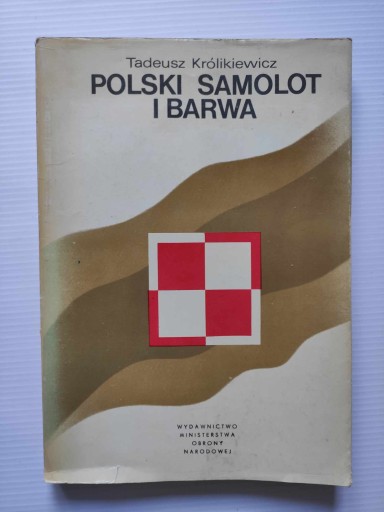 Tadeusz Królikiewicz
POLSKI SAMOLOT
I BARWA
WYDAWNICTWO
MINISTERSTWA
OBRONY
NARODOWEJ